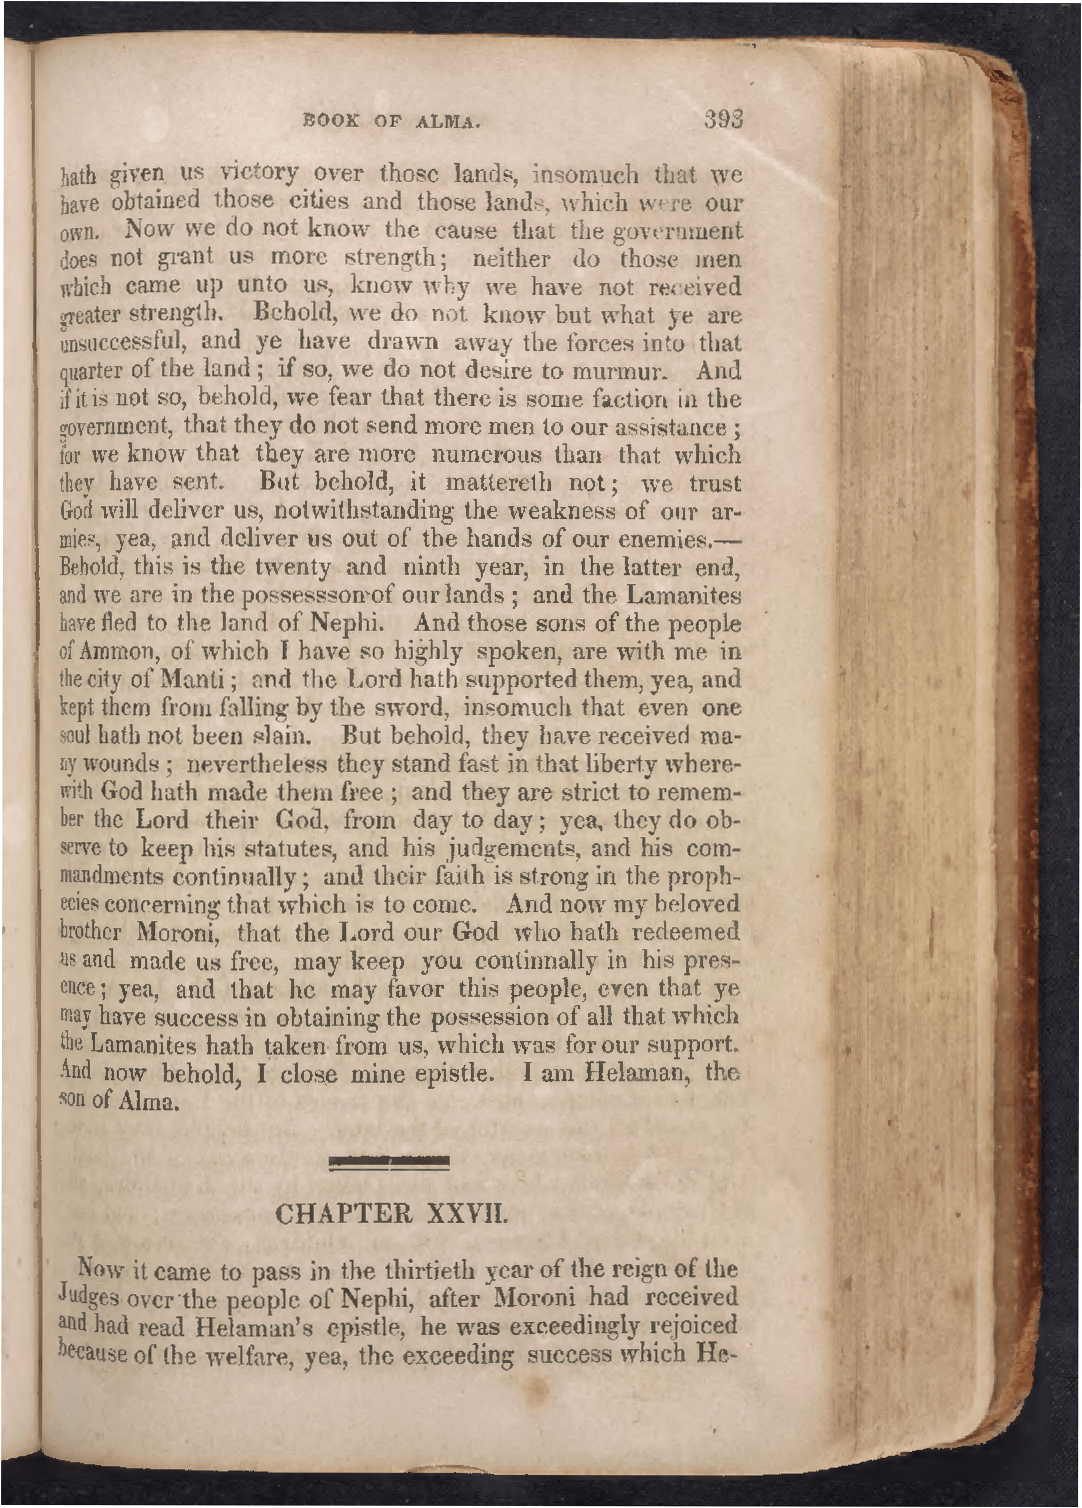 BOOK OF ALMA. 393
hath given us victory over those lands, insomuch that we
have obtained those cities and those lands, which were our
own. Now we do not know the cause that the government
does not grant us more strength; neither do those men
which came up unto us, know why we have not received
greater strength. Behold, we do not know but what ye are
unsuccessful, and ye have drawn away the forces into that
quarter of the land; if so, we do not desire to murmur. And
if it is not so, behold, we fear that there is some faction in the
government, that they do not send more men to our assistance;
for we know that they are more numerous than that which
they have sent. But behold, it mattereth not; we trust
God will deliver us, notwithstanding the weakness of our ar-
mies, yea, and deliver us out of the hands of our enemies.—
Behold, this is the twenty and ninth year, in the latter end,
and we are in the possessson of our lands; and the Lamanites
have fled to the land of Nephi. And those sons of the people
of Ammon, of which I have so highly spoken, are with me in
the city of Manti; and the Lord hath supported them, yea, and
kept them from falling by the sword, insomuch that even one
soul hath not been slain. But behold, they have received ma-
ny wounds; nevertheless they stand fast in that liberty where-
with God hath made them free; and they are strict to remem-
ber the Lord their God, from day to day; yea, they do ob-
serve to keep his statutes, and his judgements, and his com-
mandments continually; and their faith is strong in the proph-
ecies concerning that which is to come. And now my beloved
brother Moroni, that the Lord our God who hath redeemed
us and made us free, may keep you continnally in his pres-
ence; yea, and that he may favor this people, even that ye
may have success in obtaining the possession of all that which
the Lamanites hath taken from us, which was for our support.
And now behold, I close mine epistle. I am Helaman, the
son of Alma.
CHAPTER XXVII.
Now it came to pass in the thirtieth year of the reign of the
Judges over the people of Nephi, after Moroni had received
and had read Helaman's epistle, he was exceedingly rejoiced
because of the welfare, yea, the exceeding success which He-